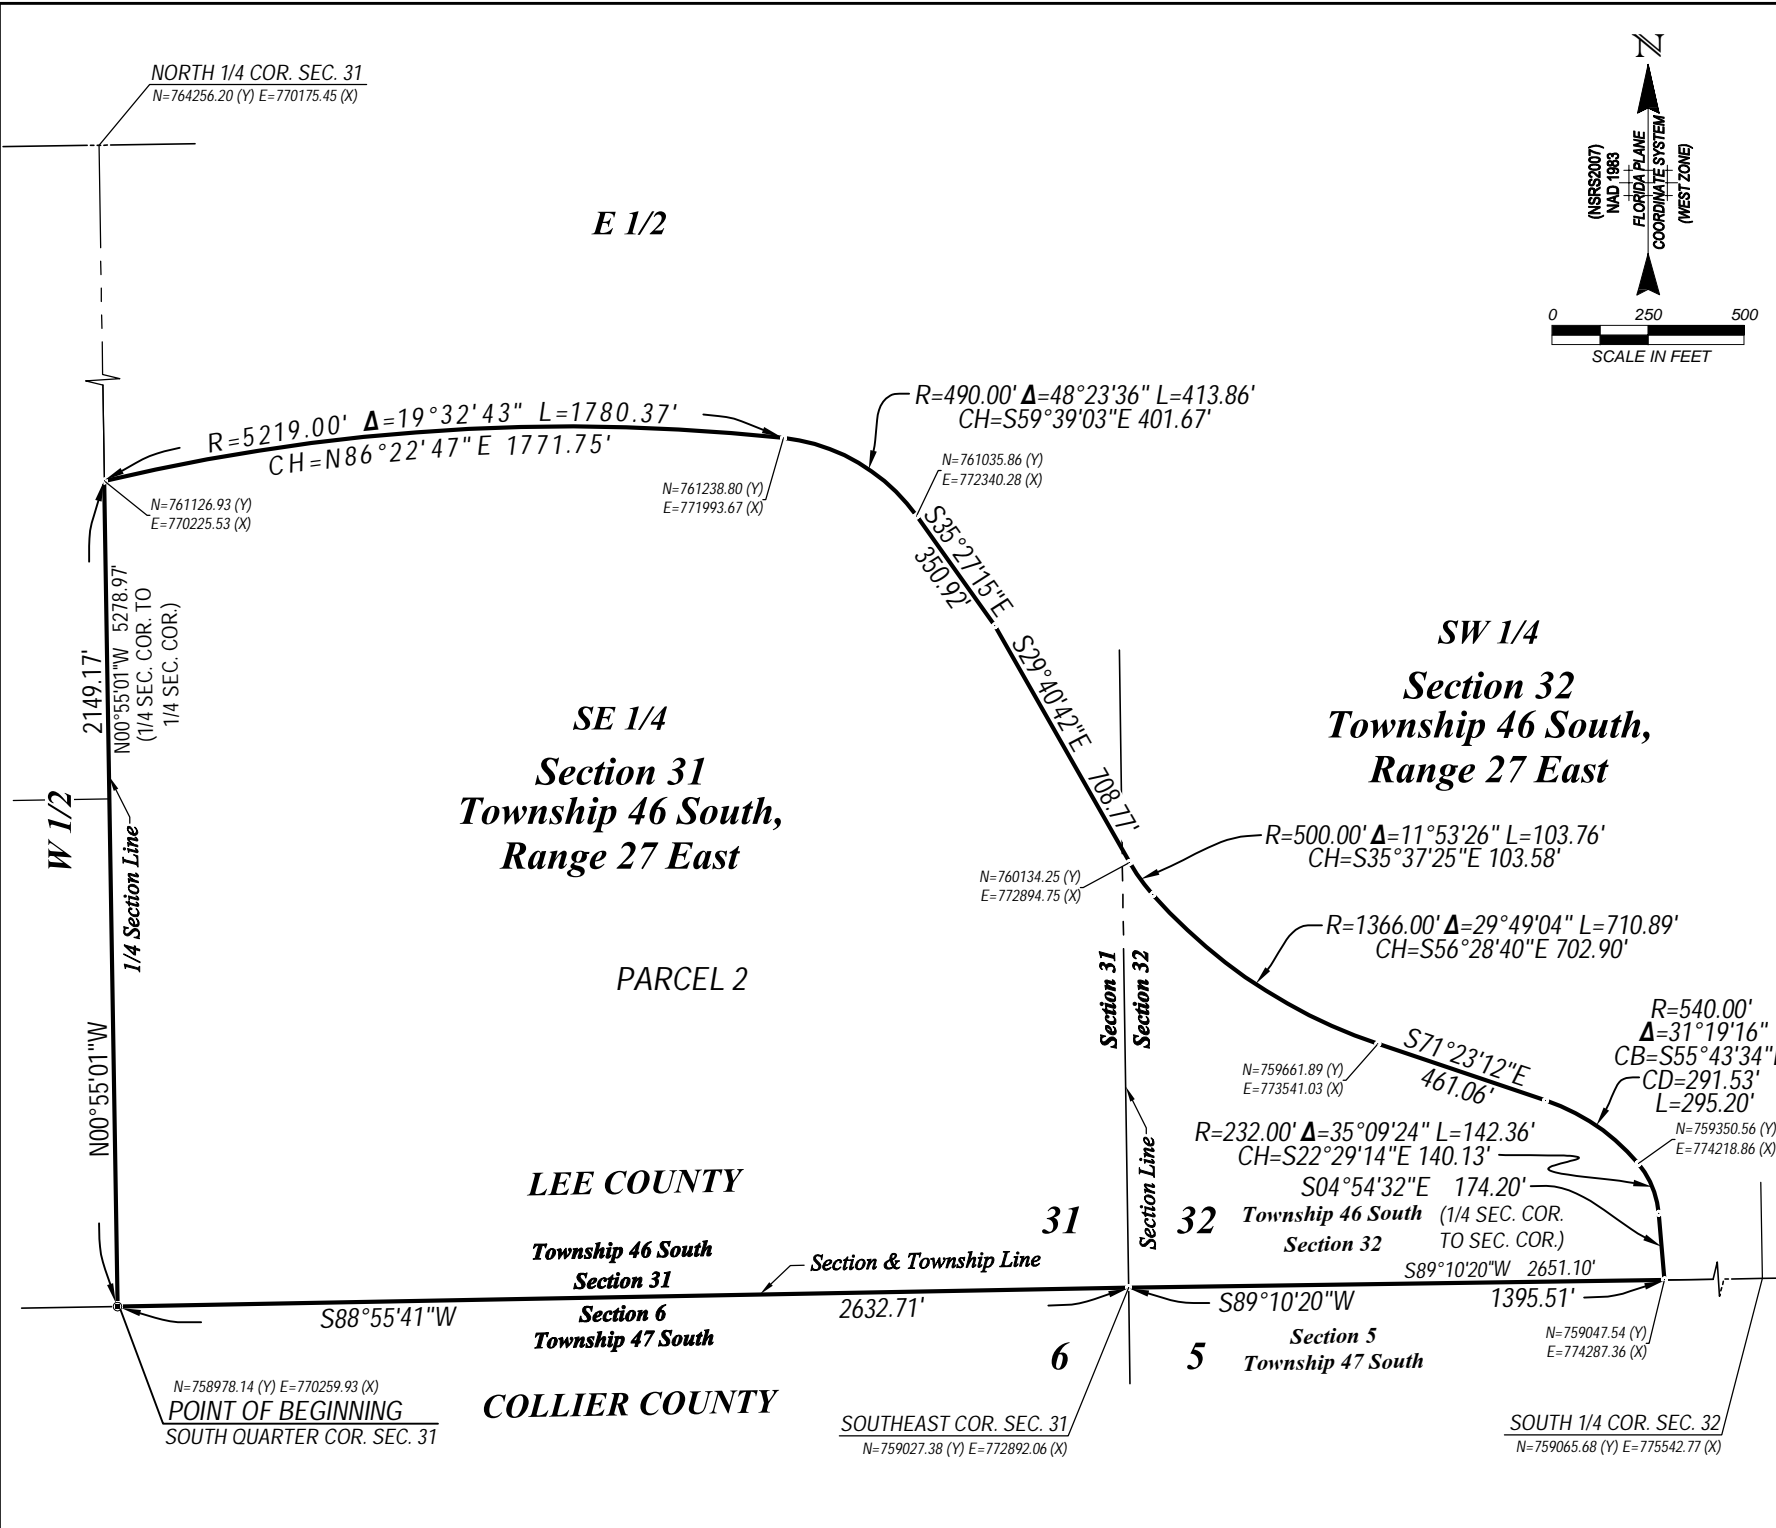 NORTH 1/4 COR. SEC. 31
N=764256.20 (Y) E=770175.45 (X)
N
(NSRS2007)
NAD 1983
FLORIDA PLANE
COORDINATE SYSTEM
(WEST ZONE)
0 250 500
SCALE IN FEET
E 1/2
R=5219.00' Δ=19°32'43" L=1780.37'
CH=N86°22'47"E 1771.75'
R=490.00' Δ=48°23'36" L=413.86'
CH=S59°39'03"E 401.67'
N=761035.86 (Y)
E=772340.28 (X)
N=761238.80 (Y)
E=771993.67 (X)
N=761126.93 (Y)
E=770225.53 (X)
S35°27'15"E
350.92'
S29°40'42"E 708.77'
2149.17'
N00°55'01"W 5278.97'
(1/4 SEC. COR. TO
1/4 SEC. COR.)
SW 1/4
Section 32
Township 46 South,
Range 27 East
SE 1/4
Section 31
Township 46 South,
Range 27 East
W 1/2
1/4 Section Line
R=500.00' Δ=11°53'26" L=103.76'
CH=S35°37'25"E 103.58'
N=760134.25 (Y)
E=772894.75 (X)
R=1366.00' Δ=29°49'04" L=710.89'
CH=S56°28'40"E 702.90'
PARCEL 2
Section 31
Section 32
R=540.00'
Δ=31°19'16"
CB=S55°43'34"E
CD=291.53'
L=295.20'
S71°23'12"E
461.06'
N=759661.89 (Y)
E=773541.03 (X)
N=759350.56 (Y)
E=774218.86 (X)
N00°55'01"W
R=232.00' Δ=35°09'24" L=142.36'
CH=S22°29'14"E 140.13'
S04°54'32"E 174.20'
LEE COUNTY
31
Section Line
32
Township 46 South
Section 32
(1/4 SEC. COR.
TO SEC. COR.)
S89°10'20"W 2651.10'
Township 46 South
Section 31
Section & Township Line
S88°55'41"W
Section 6
Township 47 South
2632.71'
S89°10'20"W
1395.51'
6
5
Section 5
Township 47 South
N=759047.54 (Y)
E=774287.36 (X)
N=758978.14 (Y) E=770259.93 (X)
POINT OF BEGINNING
SOUTH QUARTER COR. SEC. 31
COLLIER COUNTY
SOUTHEAST COR. SEC. 31
N=759027.38 (Y) E=772892.06 (X)
SOUTH 1/4 COR. SEC. 32
N=759065.68 (Y) E=775542.77 (X)